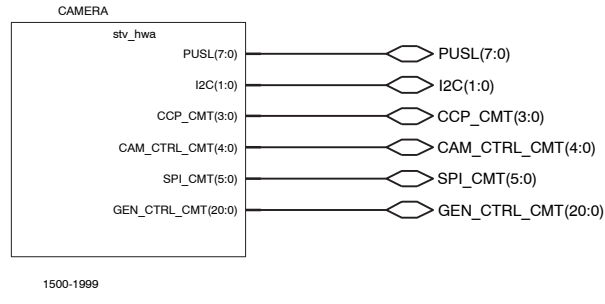 CAMERA
stv_hwa
PUSL(7:0) PUSL(7:0)
I2C(1:0) I2C(1:0)
CCP_CMT(3:0) CCP_CMT(3:0)
CAM_CTRL_CMT(4:0) CAM_CTRL_CMT(4:0)
SPI_CMT(5:0) SPI_CMT(5:0)
GEN_CTRL_CMT(20:0) GEN_CTRL_CMT(20:0)
1500-1999